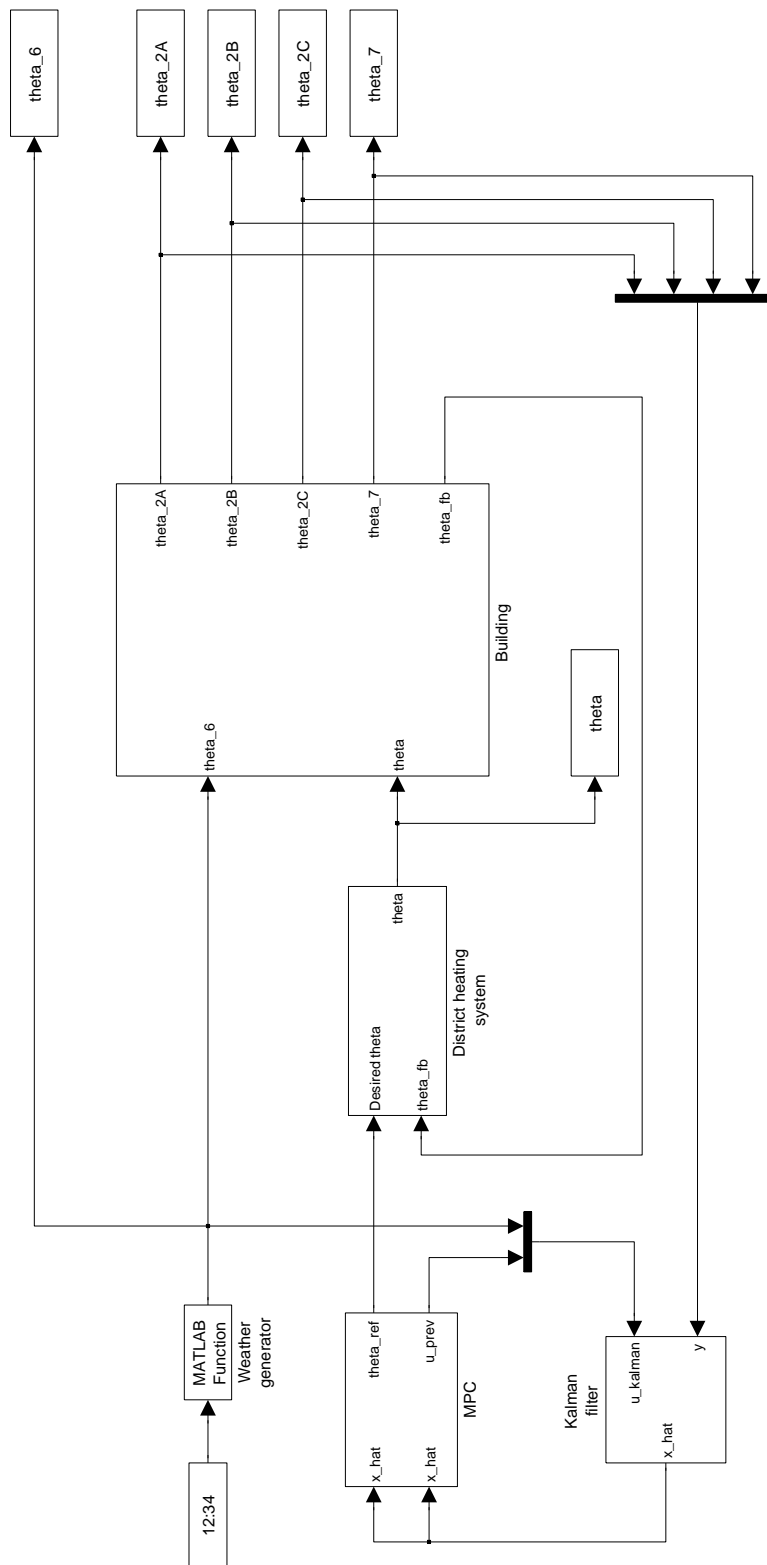 12:34
MATLAB
Function
Weather
generator
theta_6
theta_2A
theta_2B
theta_2C
theta_7
theta_6
theta
theta_2A
theta_2B
theta_2C
theta_7
theta_fb
Building
theta
Desired theta
theta_fb
theta
District heating
system
x_hat
x_hat
theta_ref
u_prev
MPC
Kalman
filter
x_hat
u_kalman
y